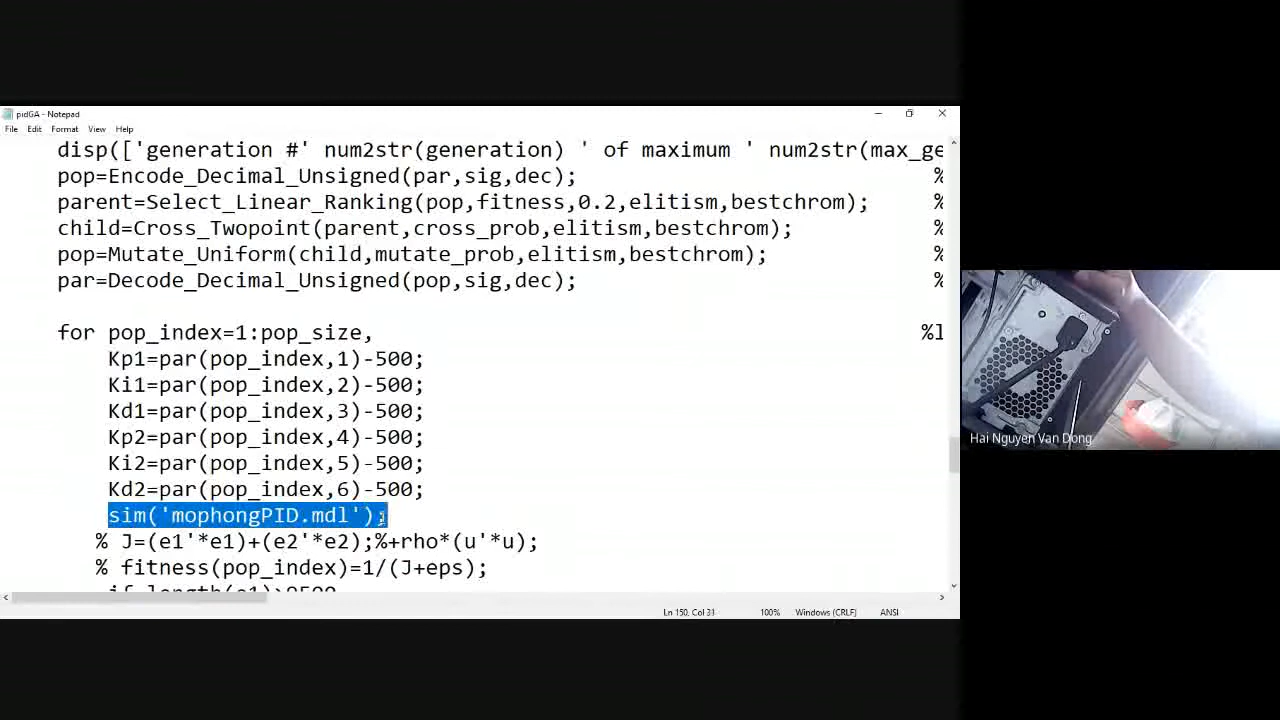 pidGA - Notepad
File Edit Format View Help
disp(['generation #' num2str(generation) ' of maximum ' num2str(max_ge
pop=Encode_Decimal_Unsigned(par,sig,dec); %
parent=Select_Linear_Ranking(pop,fitness,0.2,elitism,bestchrom); %
child=Cross_Twopoint(parent,cross_prob,elitism,bestchrom); %
pop=Mutate_Uniform(child,mutate_prob,elitism,bestchrom); %
par=Decode_Decimal_Unsigned(pop,sig,dec); %
for pop_index=1:pop_size, %l
Kp1=par(pop_index,1)-500;
Ki1=par(pop_index,2)-500;
Kd1=par(pop_index,3)-500;
Kp2=par(pop_index,4)-500;
Ki2=par(pop_index,5)-500;
Kd2=par(pop_index,6)-500;
sim('mophongPID.mdl');
% J=(e1'*e1)+(e2'*e2);%+rho*(u'*u);
% fitness(pop_index)=1/(J+eps);
if length(e1)>9500
Ln 150, Col 31 100% Windows (CRLF) ANSI
Hai Nguyen Van Dong